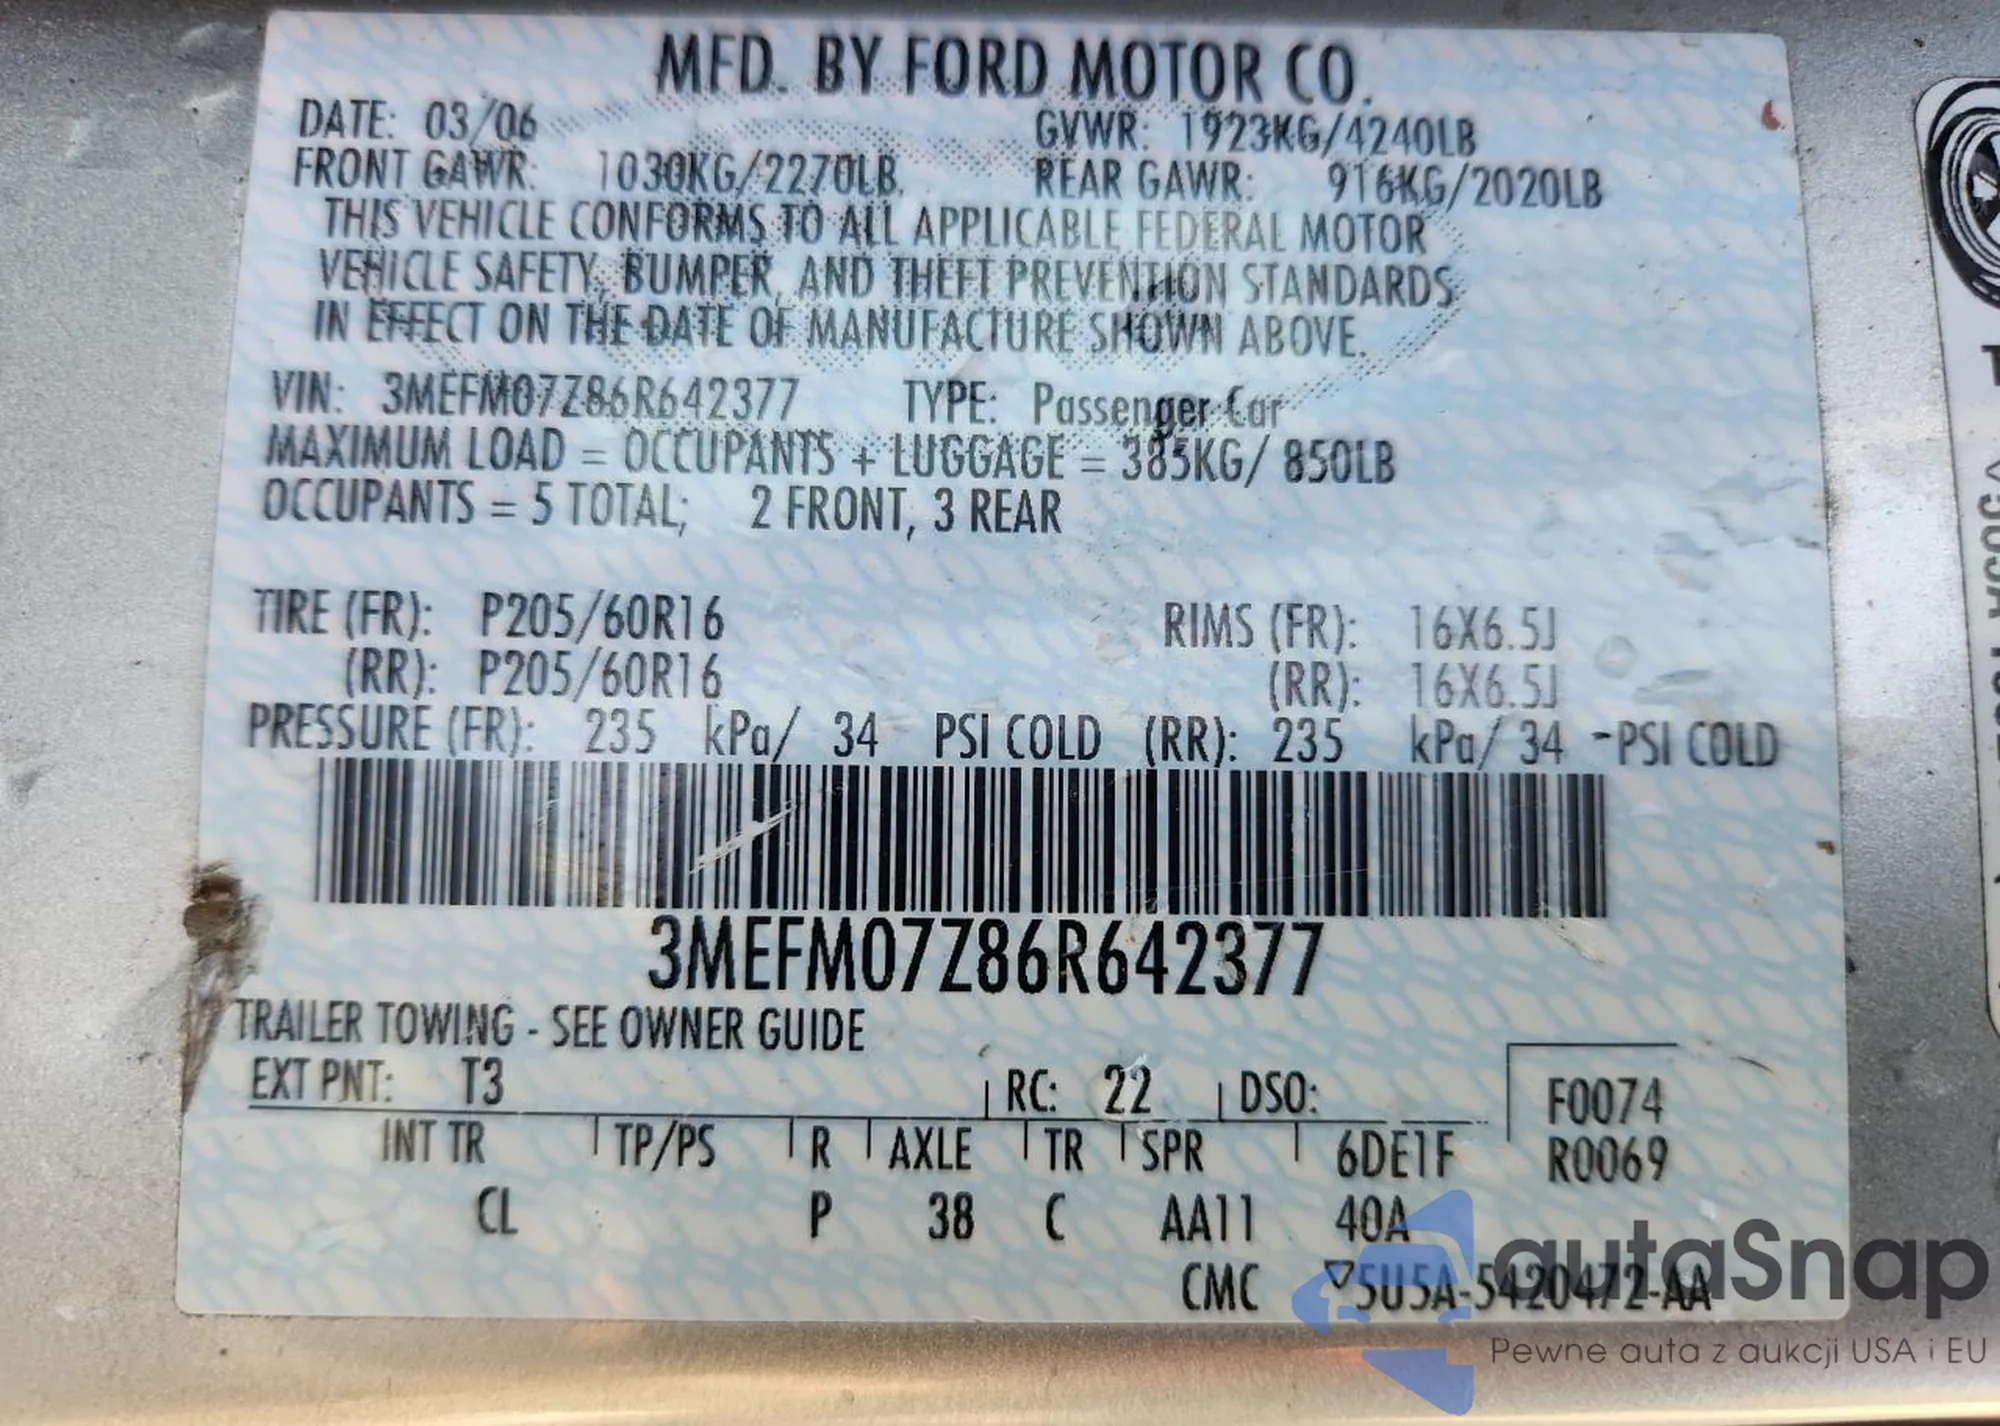 MFD. BY FORD MOTOR CO.
DATE: 03/06 GVWR: 1923KG/4240LB
FRONT GAWR: 1030KG/2270LB REAR GAWR: 916KG/2020LB
THIS VEHICLE CONFORMS TO ALL APPLICABLE FEDERAL MOTOR
VEHICLE SAFETY, BUMPER, AND THEFT PREVENTION STANDARDS
IN EFFECT ON THE DATE OF MANUFACTURE SHOWN ABOVE.
VIN: 3MEFM07Z86R642377 TYPE: Passenger Car
MAXIMUM LOAD = OCCUPANTS + LUGGAGE = 385KG/ 850LB
OCCUPANTS = 5 TOTAL; 2 FRONT, 3 REAR
TIRE (FR): P205/60R16 RIMS (FR): 16X6.5J
(RR): P205/60R16 (RR): 16X6.5J
PRESSURE (FR): 235 kPa/ 34 PSI COLD (RR): 235 kPa/ 34 PSI COLD
3MEFM07Z86R642377
TRAILER TOWING - SEE OWNER GUIDE
EXT PNT: T3 RC: 22 DSO: F0074
INT TR TP/PS R AXLE TR SPR 6DE1F R0069
CL P 38 C AA11 40A
CMC 5U5A-5420472-AA
autaSnap
Pewne auta z aukcji USA i EU